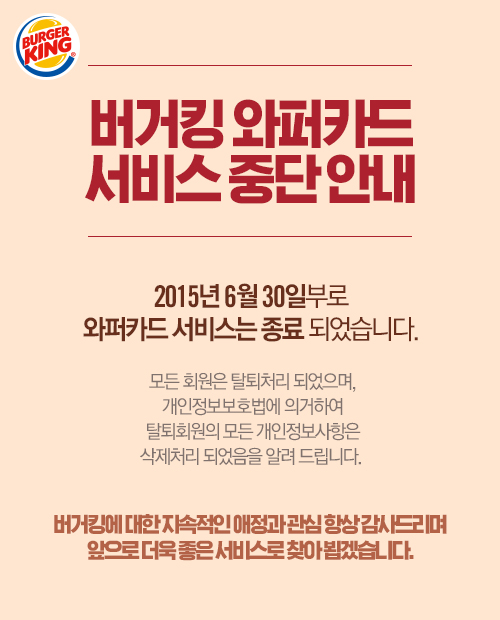 BURGER
KING
®
버거킹 와퍼카드
서비스 중단 안내
2015년 6월 30일부로
와퍼카드 서비스는 종료 되었습니다.
모든 회원은 탈퇴처리 되었으며,
개인정보보호법에 의거하여
탈퇴회원의 모든 개인정보사항은
삭제처리 되었음을 알려 드립니다.
버거킹에 대한 지속적인 애정과 관심 항상 감사드리며
앞으로 더욱 좋은 서비스로 찾아 뵙겠습니다.